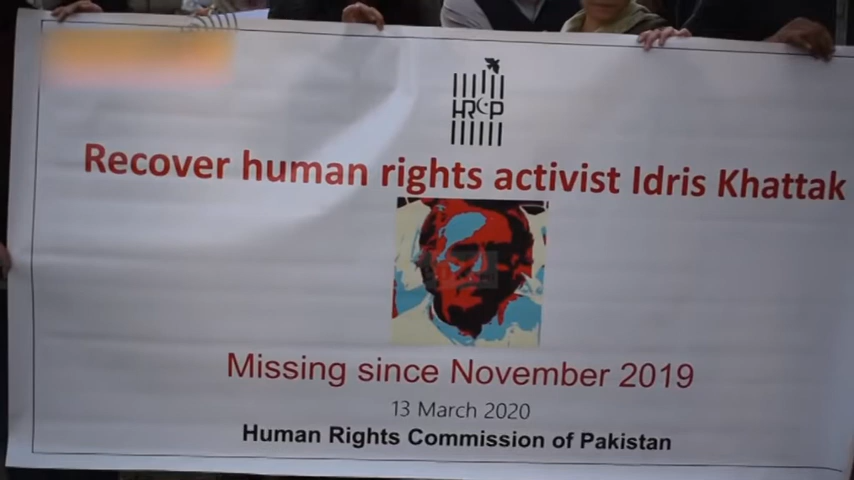 HRCP
Recover human rights activist Idris Khattak
Missing since November 2019
13 March 2020
Human Rights Commission of Pakistan